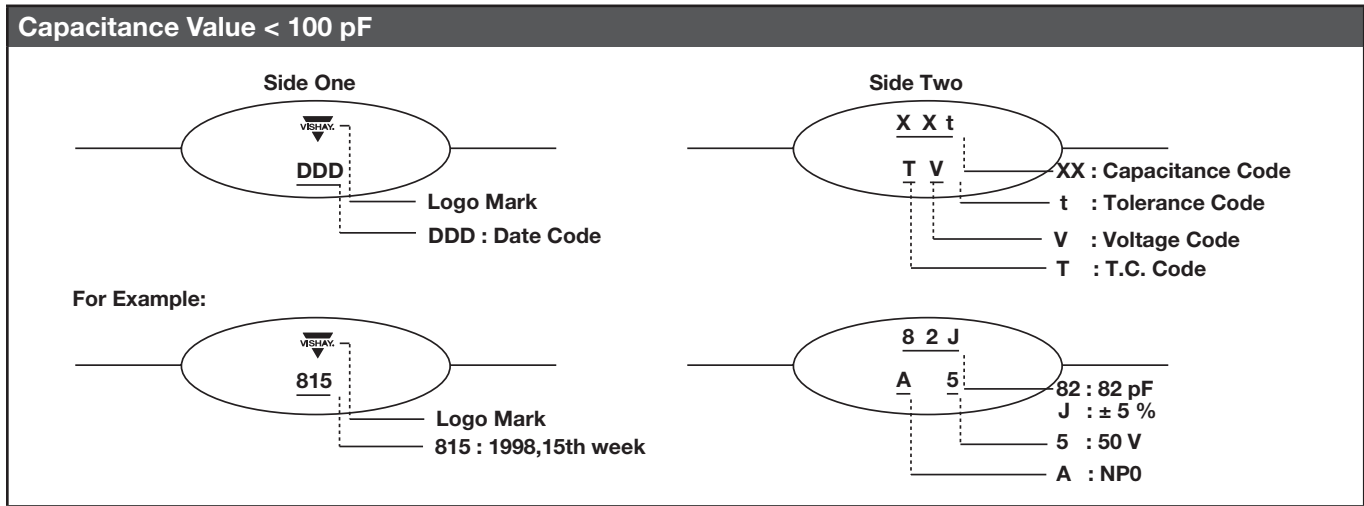 Capacitance Value < 100 pF
Side One
VISHAY.
DDD
Logo Mark
DDD : Date Code
Side Two
X X t
T V
XX : Capacitance Code
t : Tolerance Code
V : Voltage Code
T : T.C. Code
For Example:
VISHAY.
815
Logo Mark
815 : 1998,15th week
8 2 J
A 5
82 : 82 pF
J : ± 5 %
5 : 50 V
A : NP0